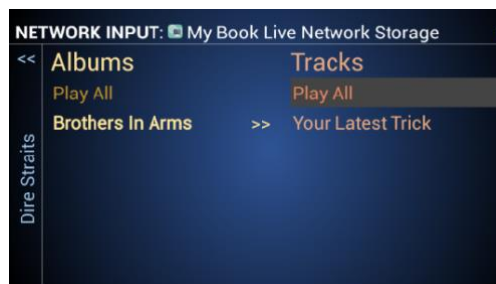 NETWORK INPUT: My Book Live Network Storage
<< Albums Tracks
Play All Play All
Brothers In Arms >> Your Latest Trick
Dire Straits